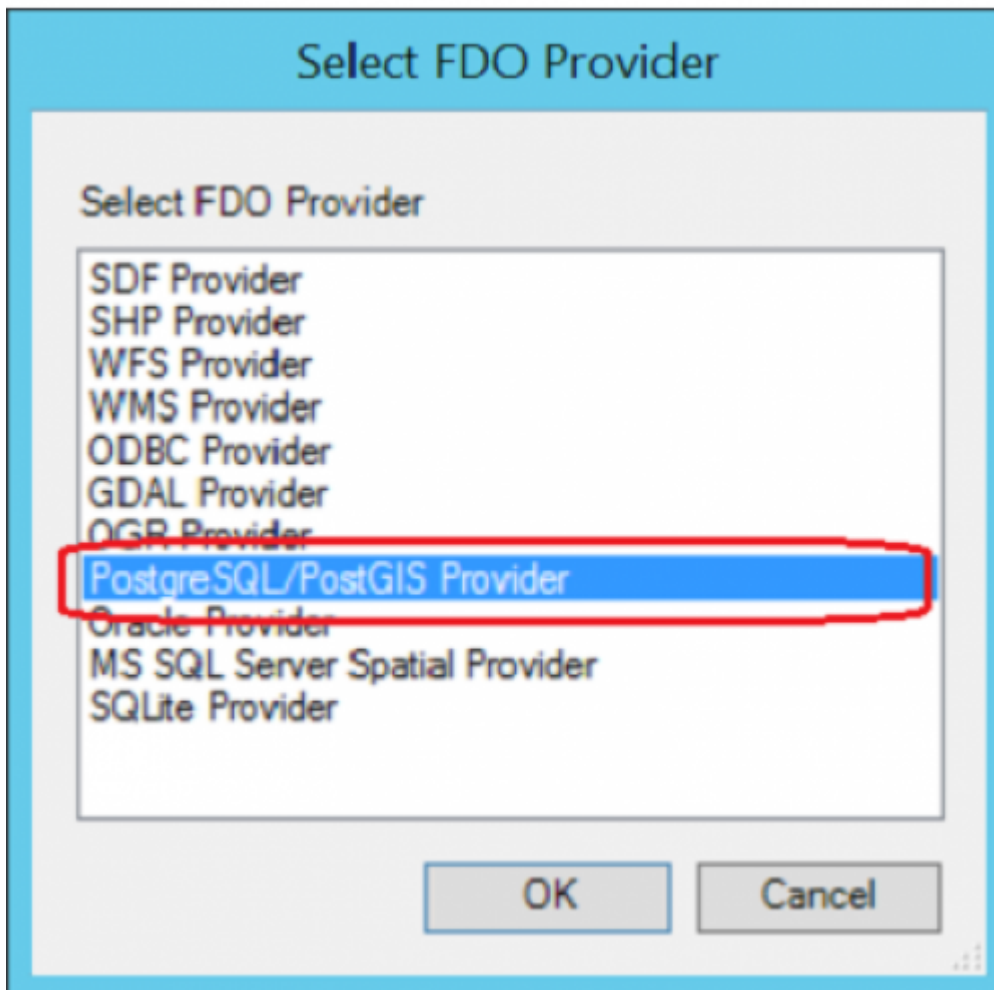 Select FDO Provider
Select FDO Provider
SDF Provider
SHP Provider
WFS Provider
WMS Provider
ODBC Provider
GDAL Provider
OGR Provider
PostgreSQL/PostGIS Provider
Oracle Provider
MS SQL Server Spatial Provider
SQLite Provider
OK
Cancel